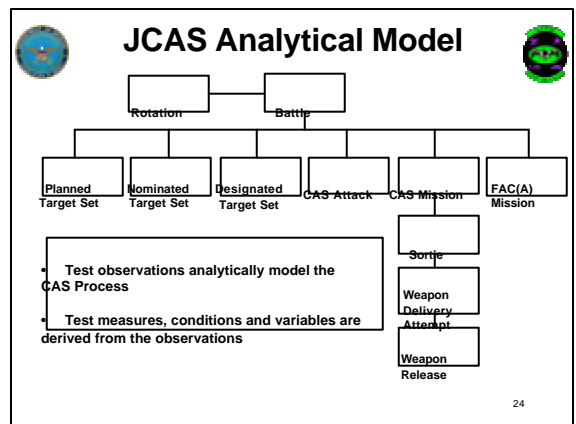 JCAS Analytical Model
Rotation
Battle
Planned
Target Set
Nominated
Target Set
Designated
Target Set
CAS Attack
CAS Mission
FAC(A)
Mission
Sortie
Weapon
Delivery
Attempt
Weapon
Release
• Test observations analytically model the
CAS Process
• Test measures, conditions and variables are
derived from the observations
24